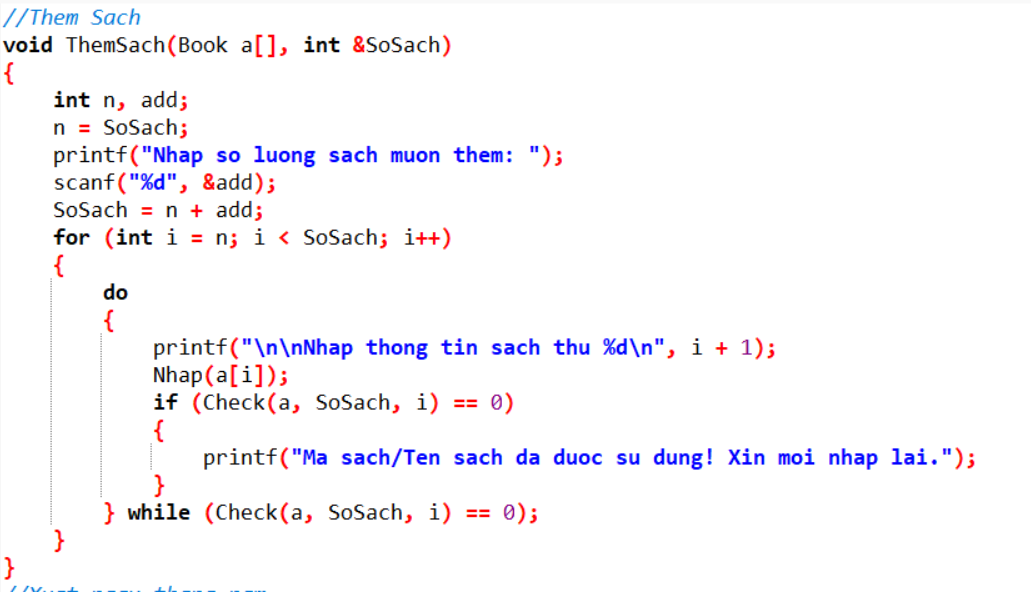 //Them Sach
void ThemSach(Book a[], int &SoSach)
{
    int n, add;
    n = SoSach;
    printf("Nhap so luong sach muon them: ");
    scanf("%d", &add);
    SoSach = n + add;
    for (int i = n; i < SoSach; i++)
    {
        do
        {
            printf("\n\nNhap thong tin sach thu %d\n", i + 1);
            Nhap(a[i]);
            if (Check(a, SoSach, i) == 0)
            {
                printf("Ma sach/Ten sach da duoc su dung! Xin moi nhap lai.");
            }
        } while (Check(a, SoSach, i) == 0);
    }
}